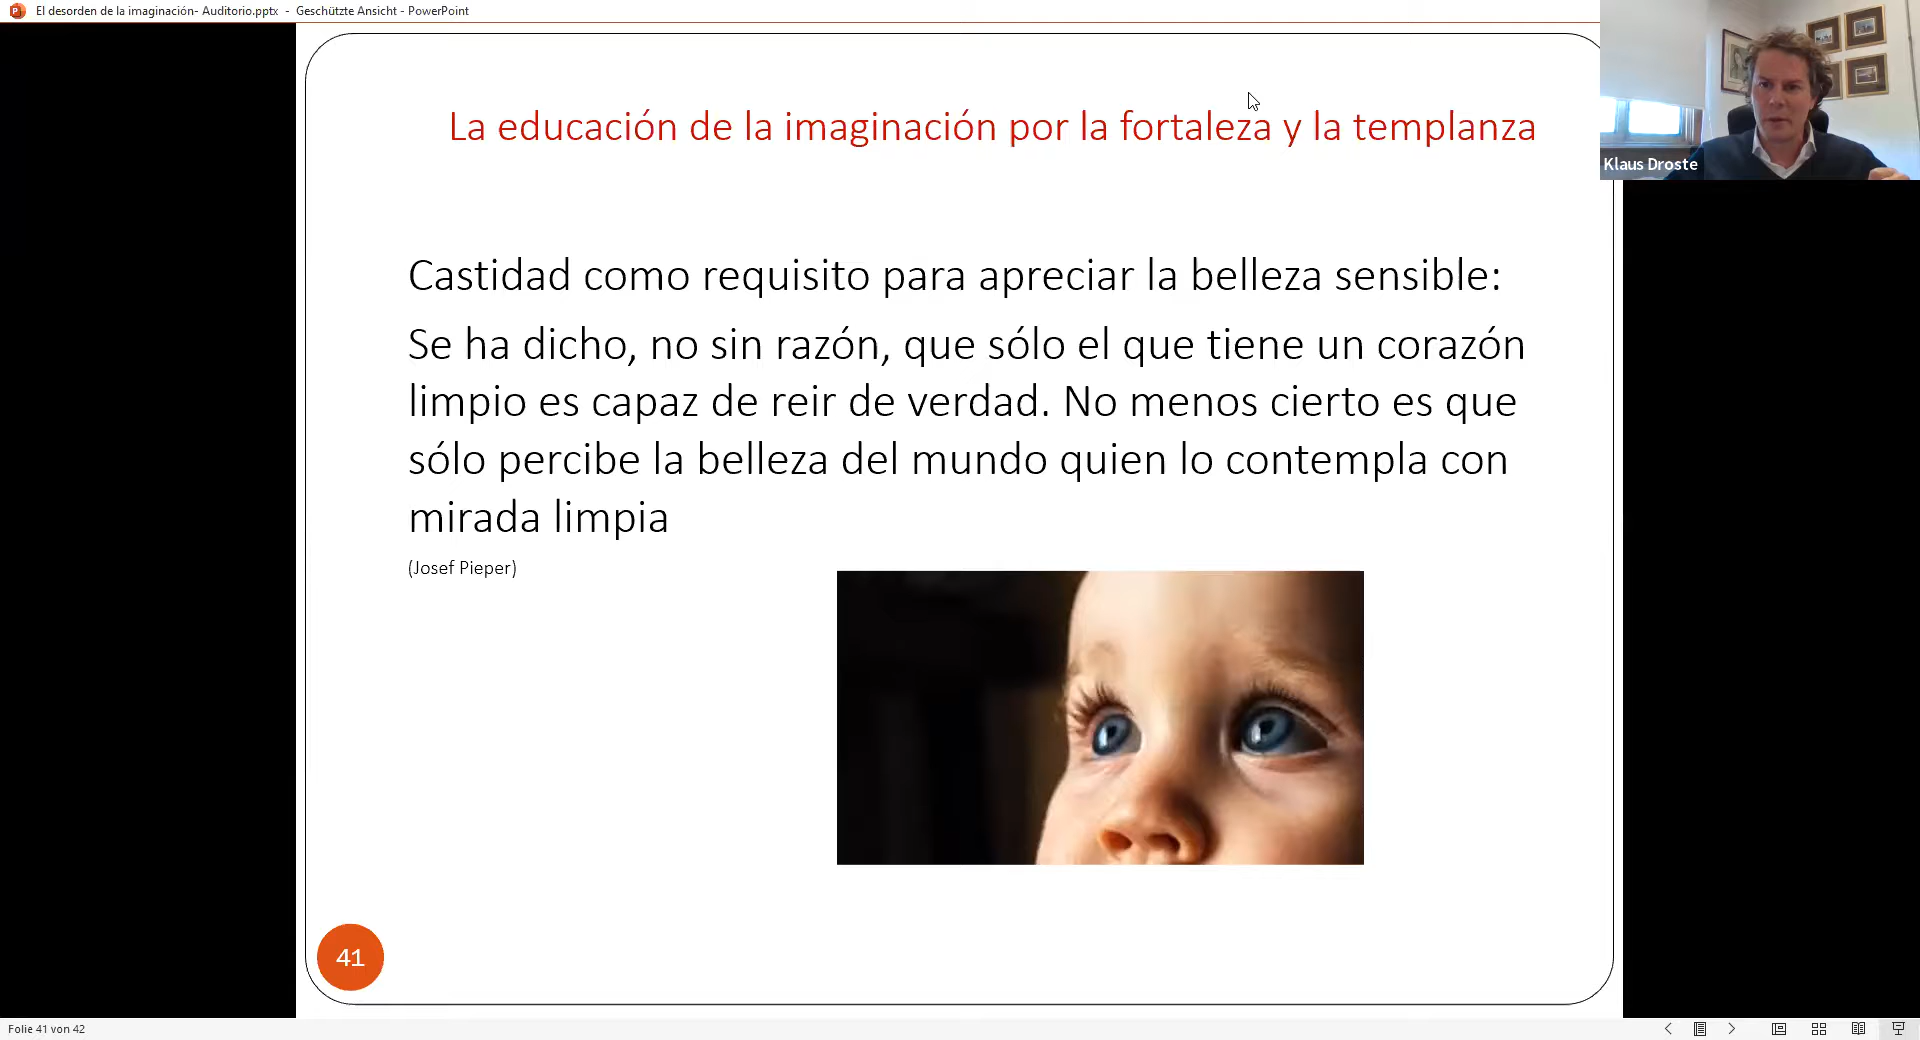 El desorden de la imaginación- Auditorio.pptx - Geschützte Ansicht - PowerPoint
La educación de la imaginación por la fortaleza y la templanza
Klaus Droste
Castidad como requisito para apreciar la belleza sensible:
Se ha dicho, no sin razón, que sólo el que tiene un corazón
limpio es capaz de reir de verdad. No menos cierto es que
sólo percibe la belleza del mundo quien lo contempla con
mirada limpia
(Josef Pieper)
41
Folie 41 von 42